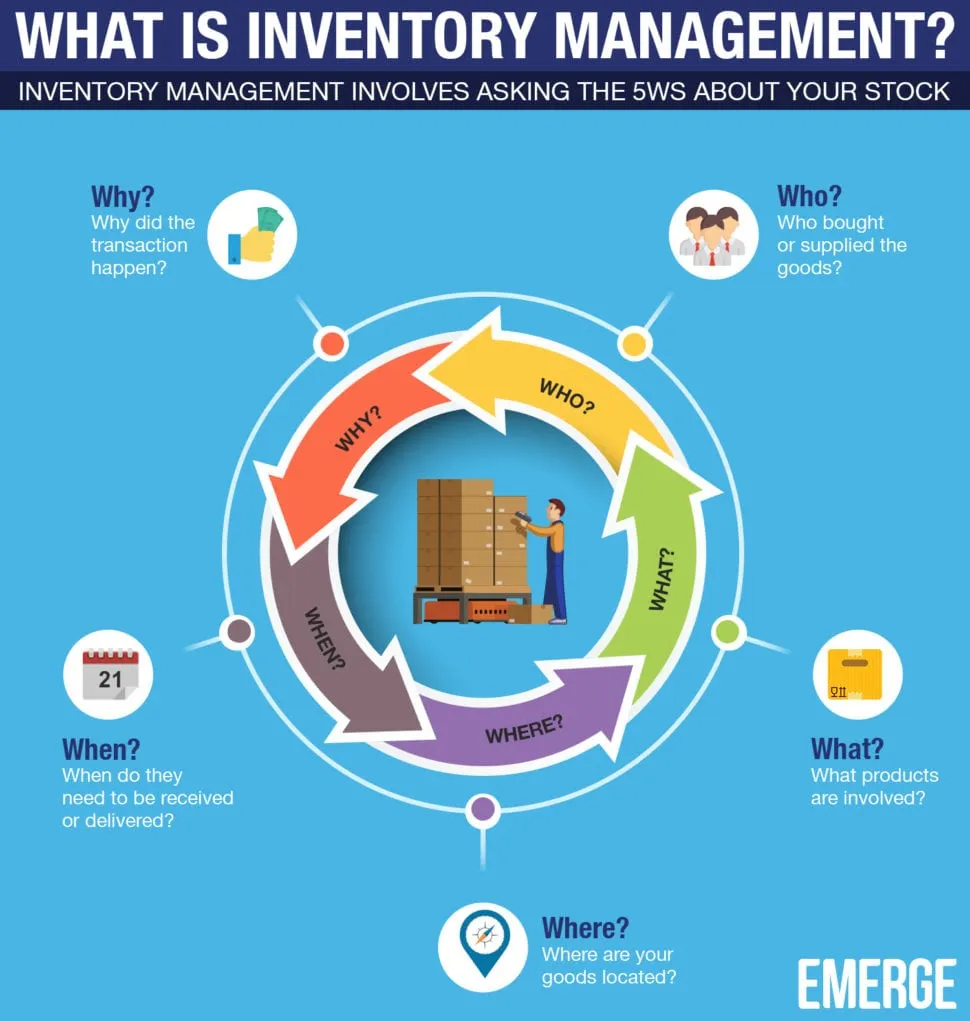 WHAT IS INVENTORY MANAGEMENT?
INVENTORY MANAGEMENT INVOLVES ASKING THE 5WS ABOUT YOUR STOCK
Why?
Why did the
transaction
happen?
Who?
Who bought
or supplied the
goods?
WHO?
WHY?
WHAT?
WHEN?
WHERE?
21
When?
When do they
need to be received
or delivered?
What?
What products
are involved?
Where?
Where are your
goods located?
EMERGE